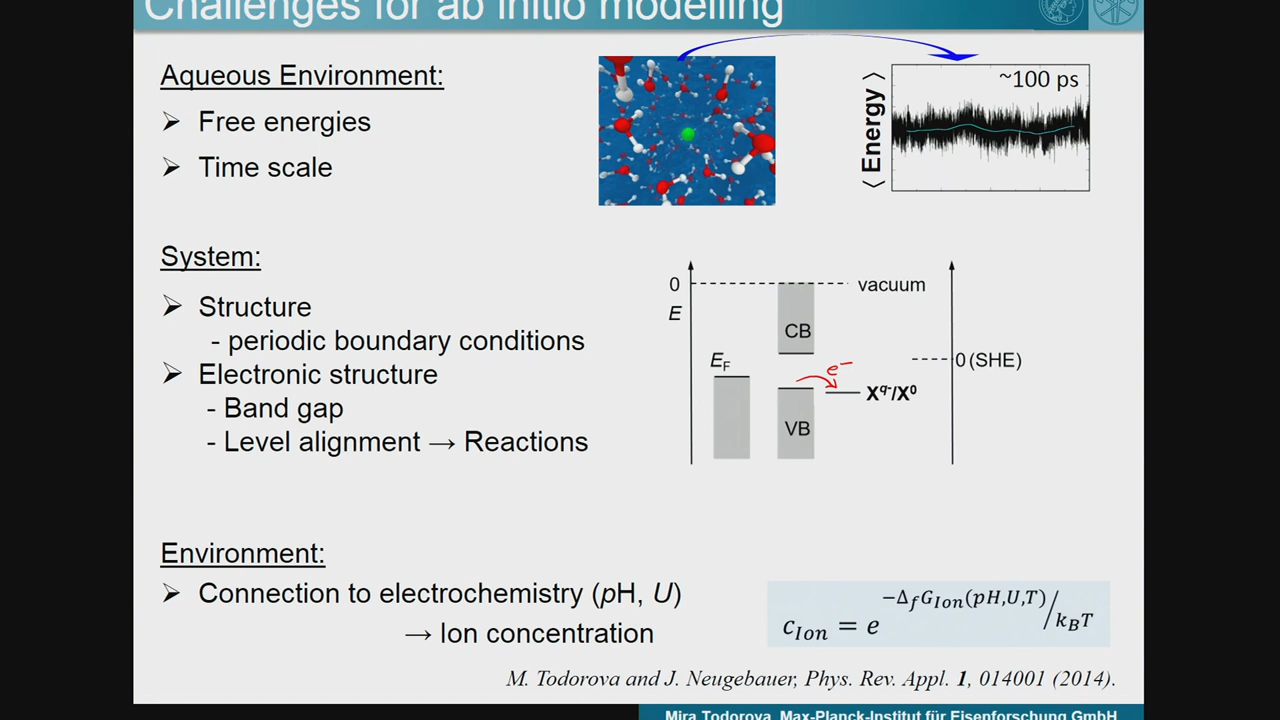 Challenges for ab initio modelling
Aqueous Environment:
➢ Free energies
➢ Time scale
⟨ Energy ⟩
~100 ps
System:
➢ Structure
- periodic boundary conditions
➢ Electronic structure
- Band gap
- Level alignment → Reactions
0
E
vacuum
CB
E_F
e⁻
0 (SHE)
X^q-/X^0
VB
Environment:
➢ Connection to electrochemistry (pH, U)
→ Ion concentration
c_Ion = e^(-Δ_f G_Ion(pH,U,T)/k_B T)
M. Todorova and J. Neugebauer, Phys. Rev. Appl. 1, 014001 (2014).
Mira Todorova, Max-Planck-Institut für Eisenforschung GmbH